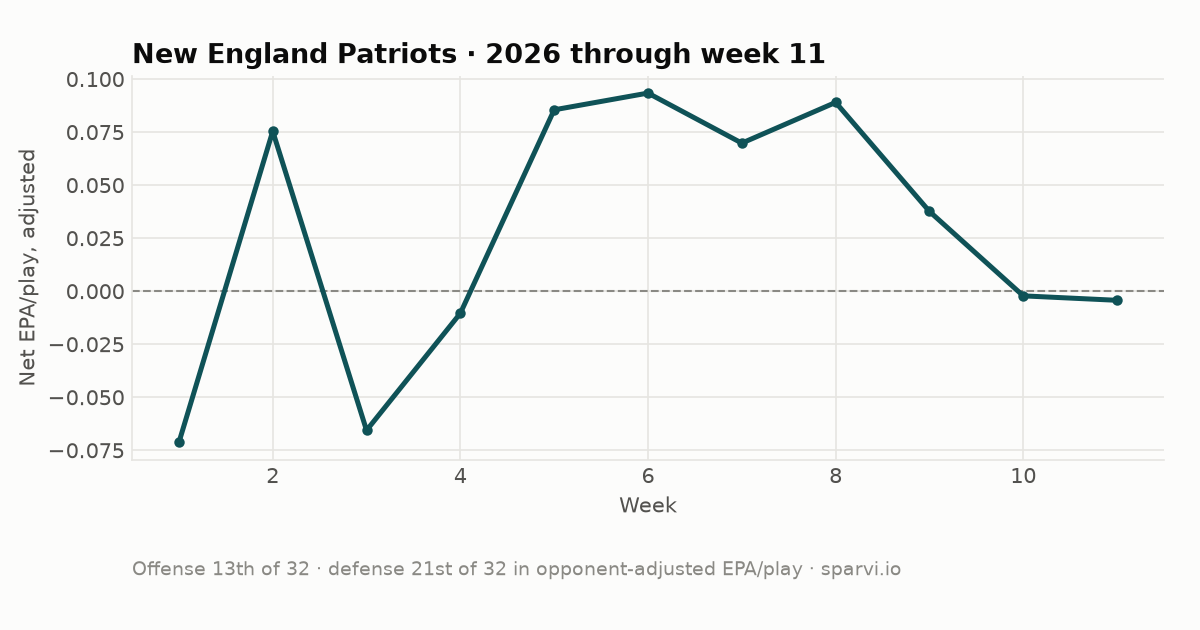 New England Patriots · 2026 through week 11
Net EPA/play, adjusted
0.100
0.075
0.050
0.025
0.000
−0.025
−0.050
−0.075
2 4 6 8 10
Week
Offense 13th of 32 · defense 21st of 32 in opponent-adjusted EPA/play · sparvi.io